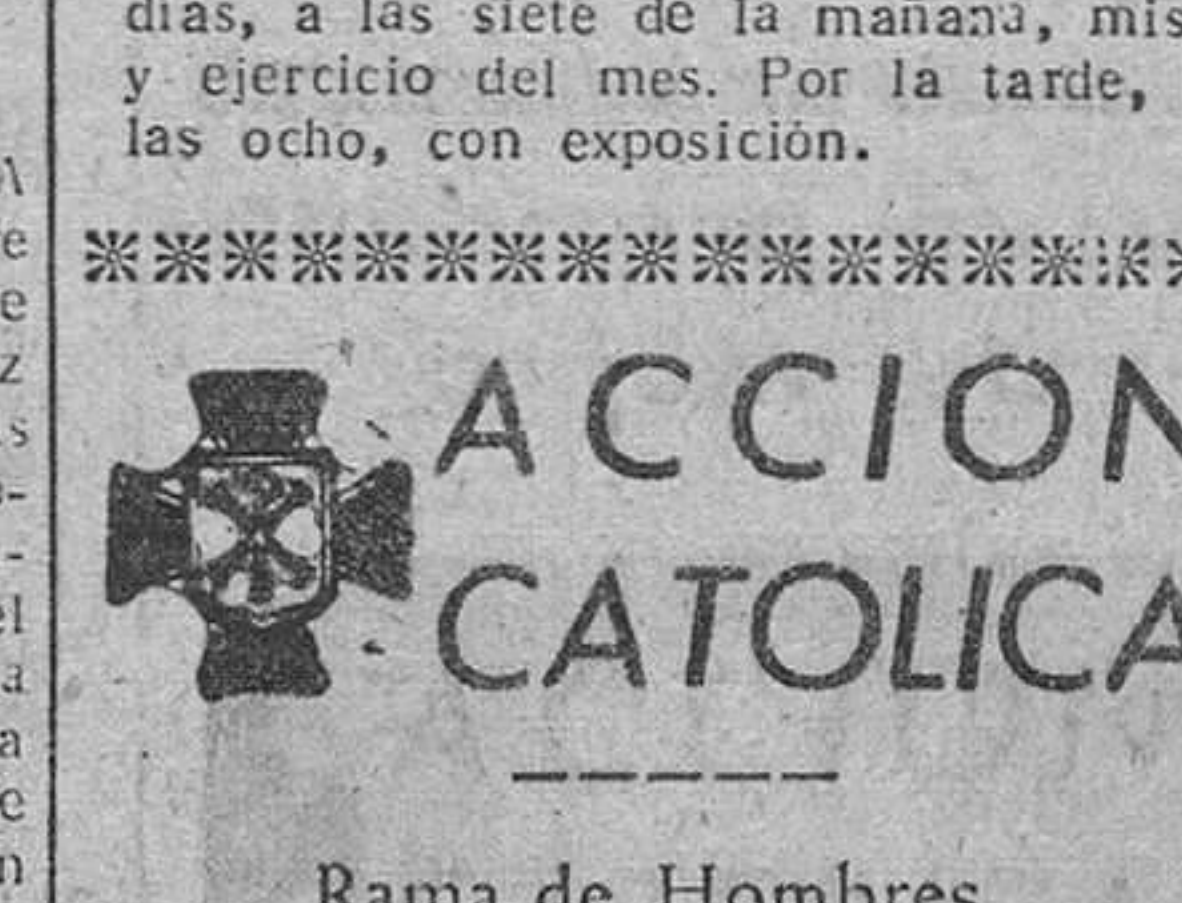 días, a las siete de la mañana, mis
y ejercicio del mes. Por la tarde,
las ocho, con exposición.
ACCION
CATOLICA
Rama de Hombres